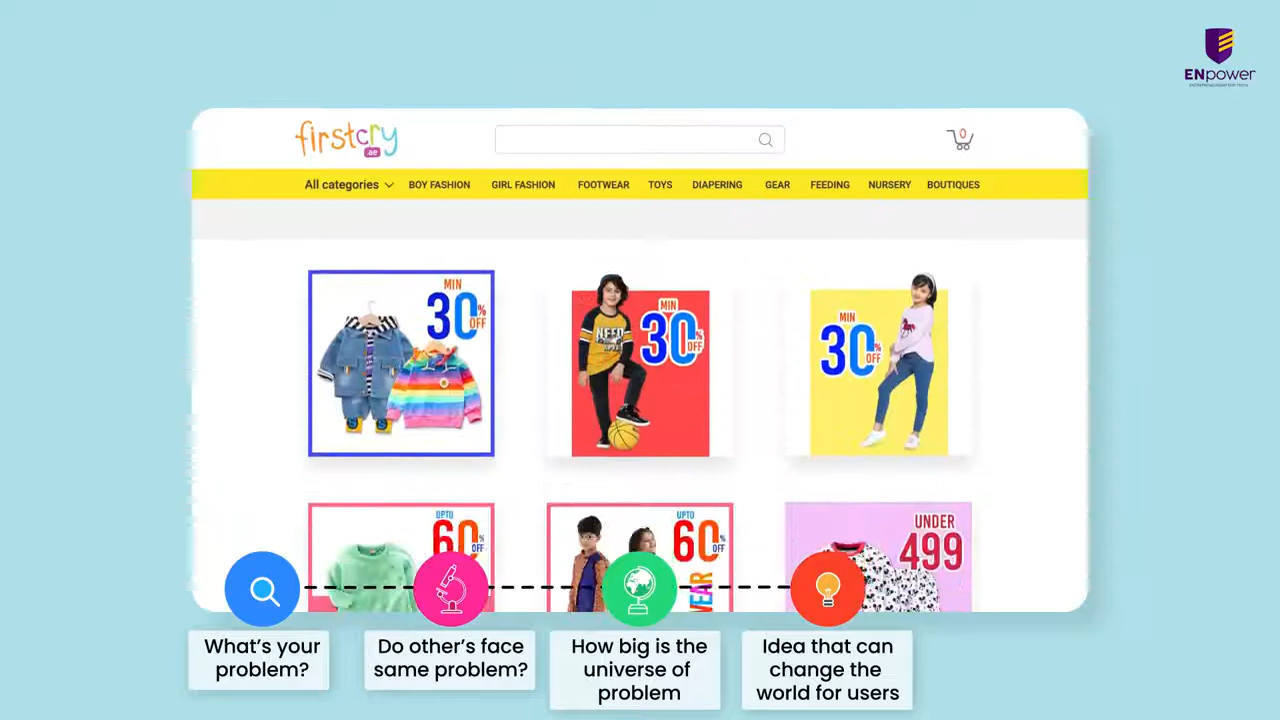 ENpower
ENTREPRENEURSHIP FOR TEENS
firstcry
.ae
0
All categories
BOY FASHION
GIRL FASHION
FOOTWEAR
TOYS
DIAPERING
GEAR
FEEDING
NURSERY
BOUTIQUES
MIN
30%
OFF
NEED
MIN
30%
OFF
MIN
30%
OFF
UPTO
60%
OFF
UPTO
60%
OFF
UNDER
499
What's your
problem?
Do other's face
same problem?
How big is the
universe of
problem
Idea that can
change the
world for users